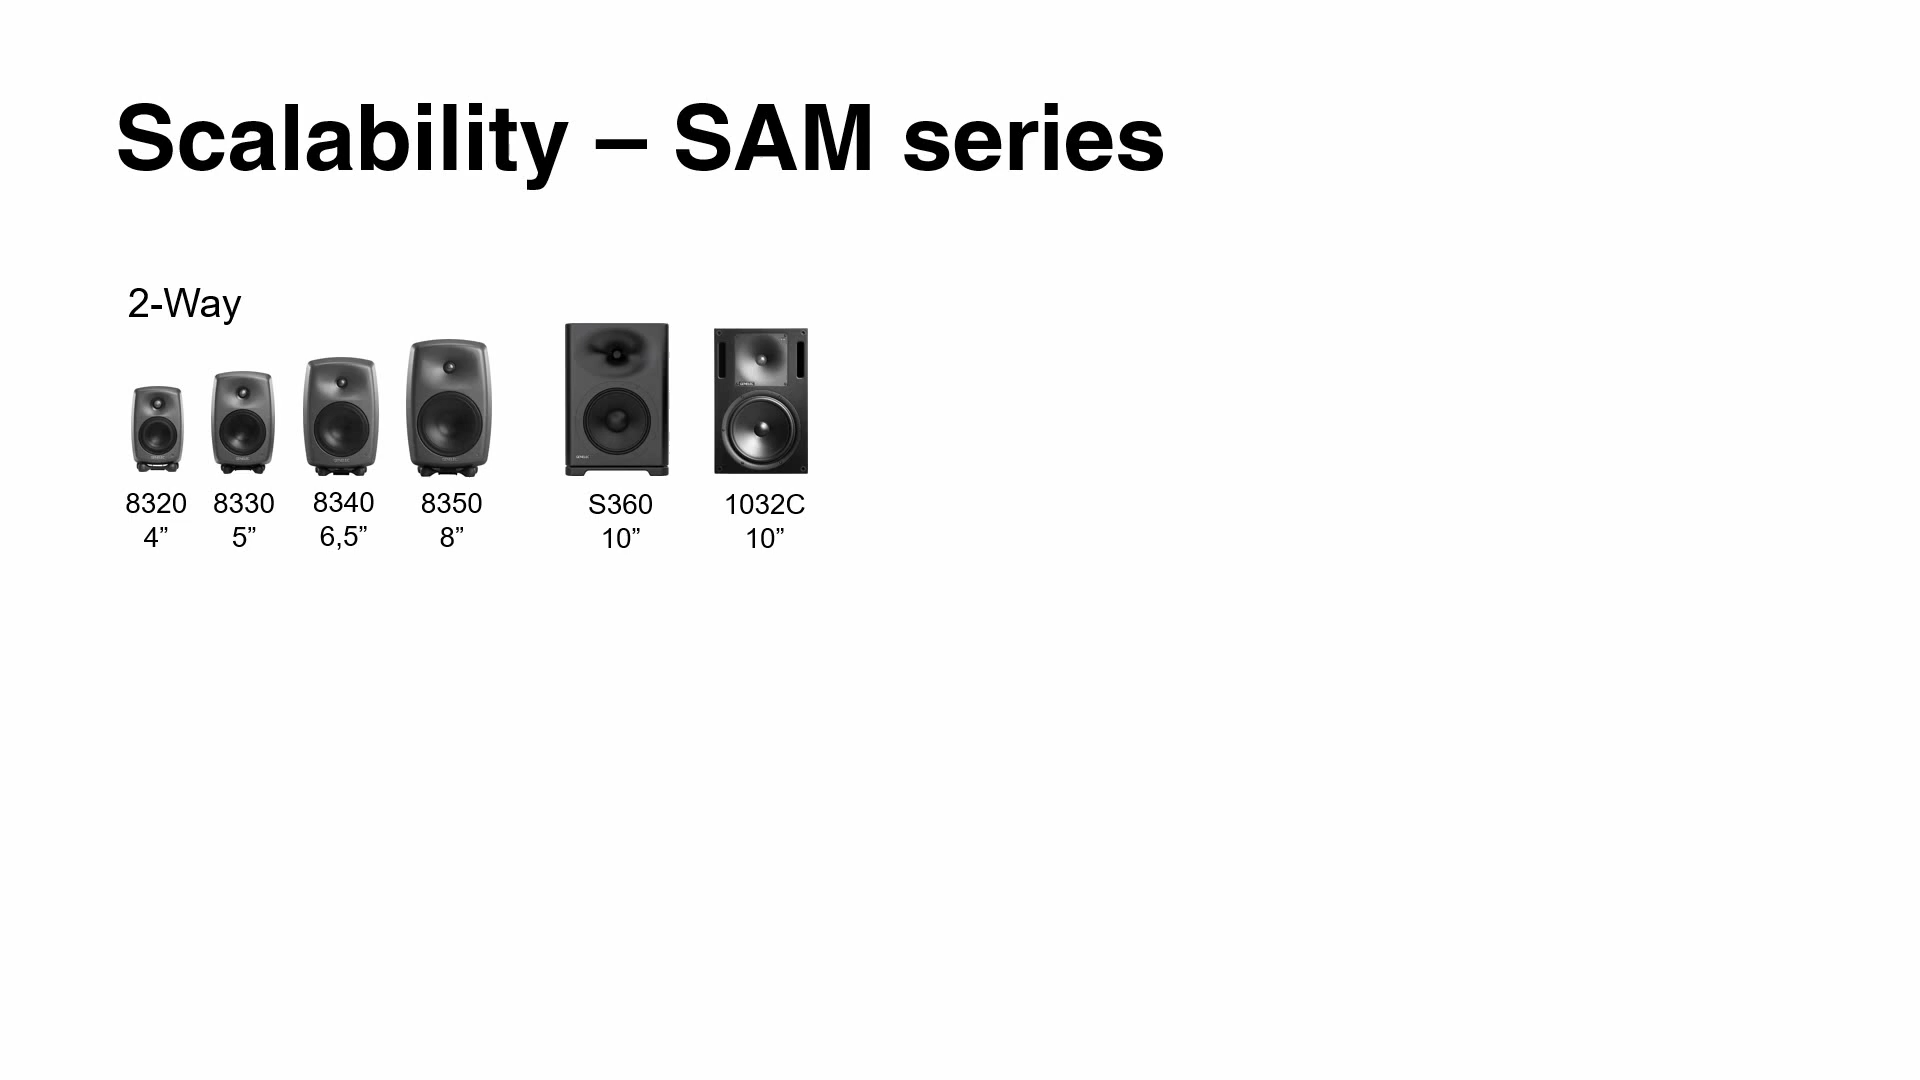 Scalability – SAM series
2-Way
8320 8330 8340 8350 S360 1032C
4” 5” 6,5” 8” 10” 10”